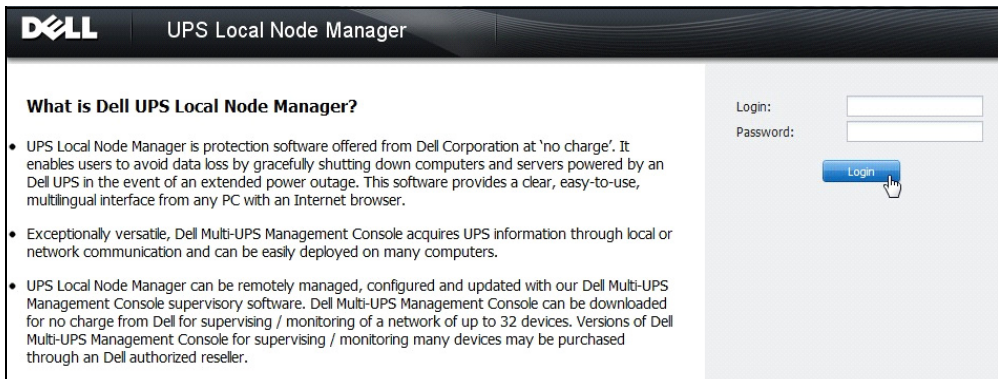 DELL UPS Local Node Manager
What is Dell UPS Local Node Manager?
• UPS Local Node Manager is protection software offered from Dell Corporation at ‘no charge’. It
enables users to avoid data loss by gracefully shutting down computers and servers powered by an
Dell UPS in the event of an extended power outage. This software provides a clear, easy-to-use,
multilingual interface from any PC with an Internet browser.
• Exceptionally versatile, Dell Multi-UPS Management Console acquires UPS information through local or
network communication and can be easily deployed on many computers.
• UPS Local Node Manager can be remotely managed, configured and updated with our Dell Multi-UPS
Management Console supervisory software. Dell Multi-UPS Management Console can be downloaded
for no charge from Dell for supervising / monitoring of a network of up to 32 devices. Versions of Dell
Multi-UPS Management Console for supervising / monitoring many devices may be purchased
through an Dell authorized reseller.
Login:
Password:
Login